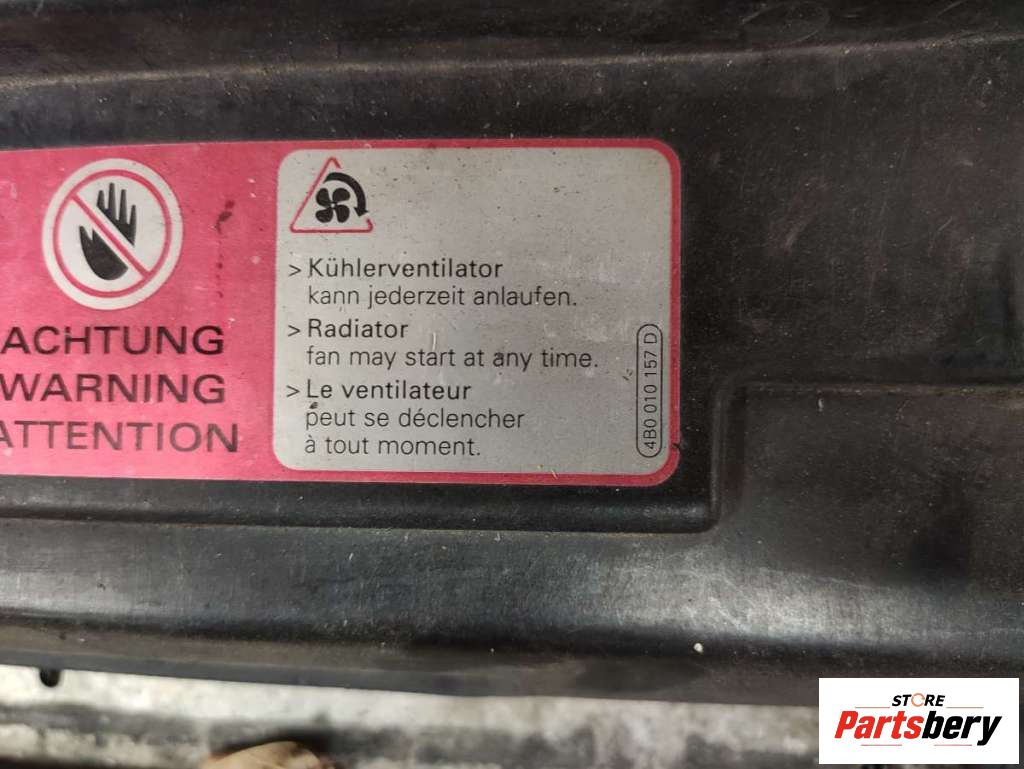 ACHTUNG
WARNING
ATTENTION
> Kühlerventilator
kann jederzeit anlaufen.
> Radiator
fan may start at any time.
> Le ventilateur
peut se déclencher
à tout moment.
4B0 010 157 D
STORE
Partsbery